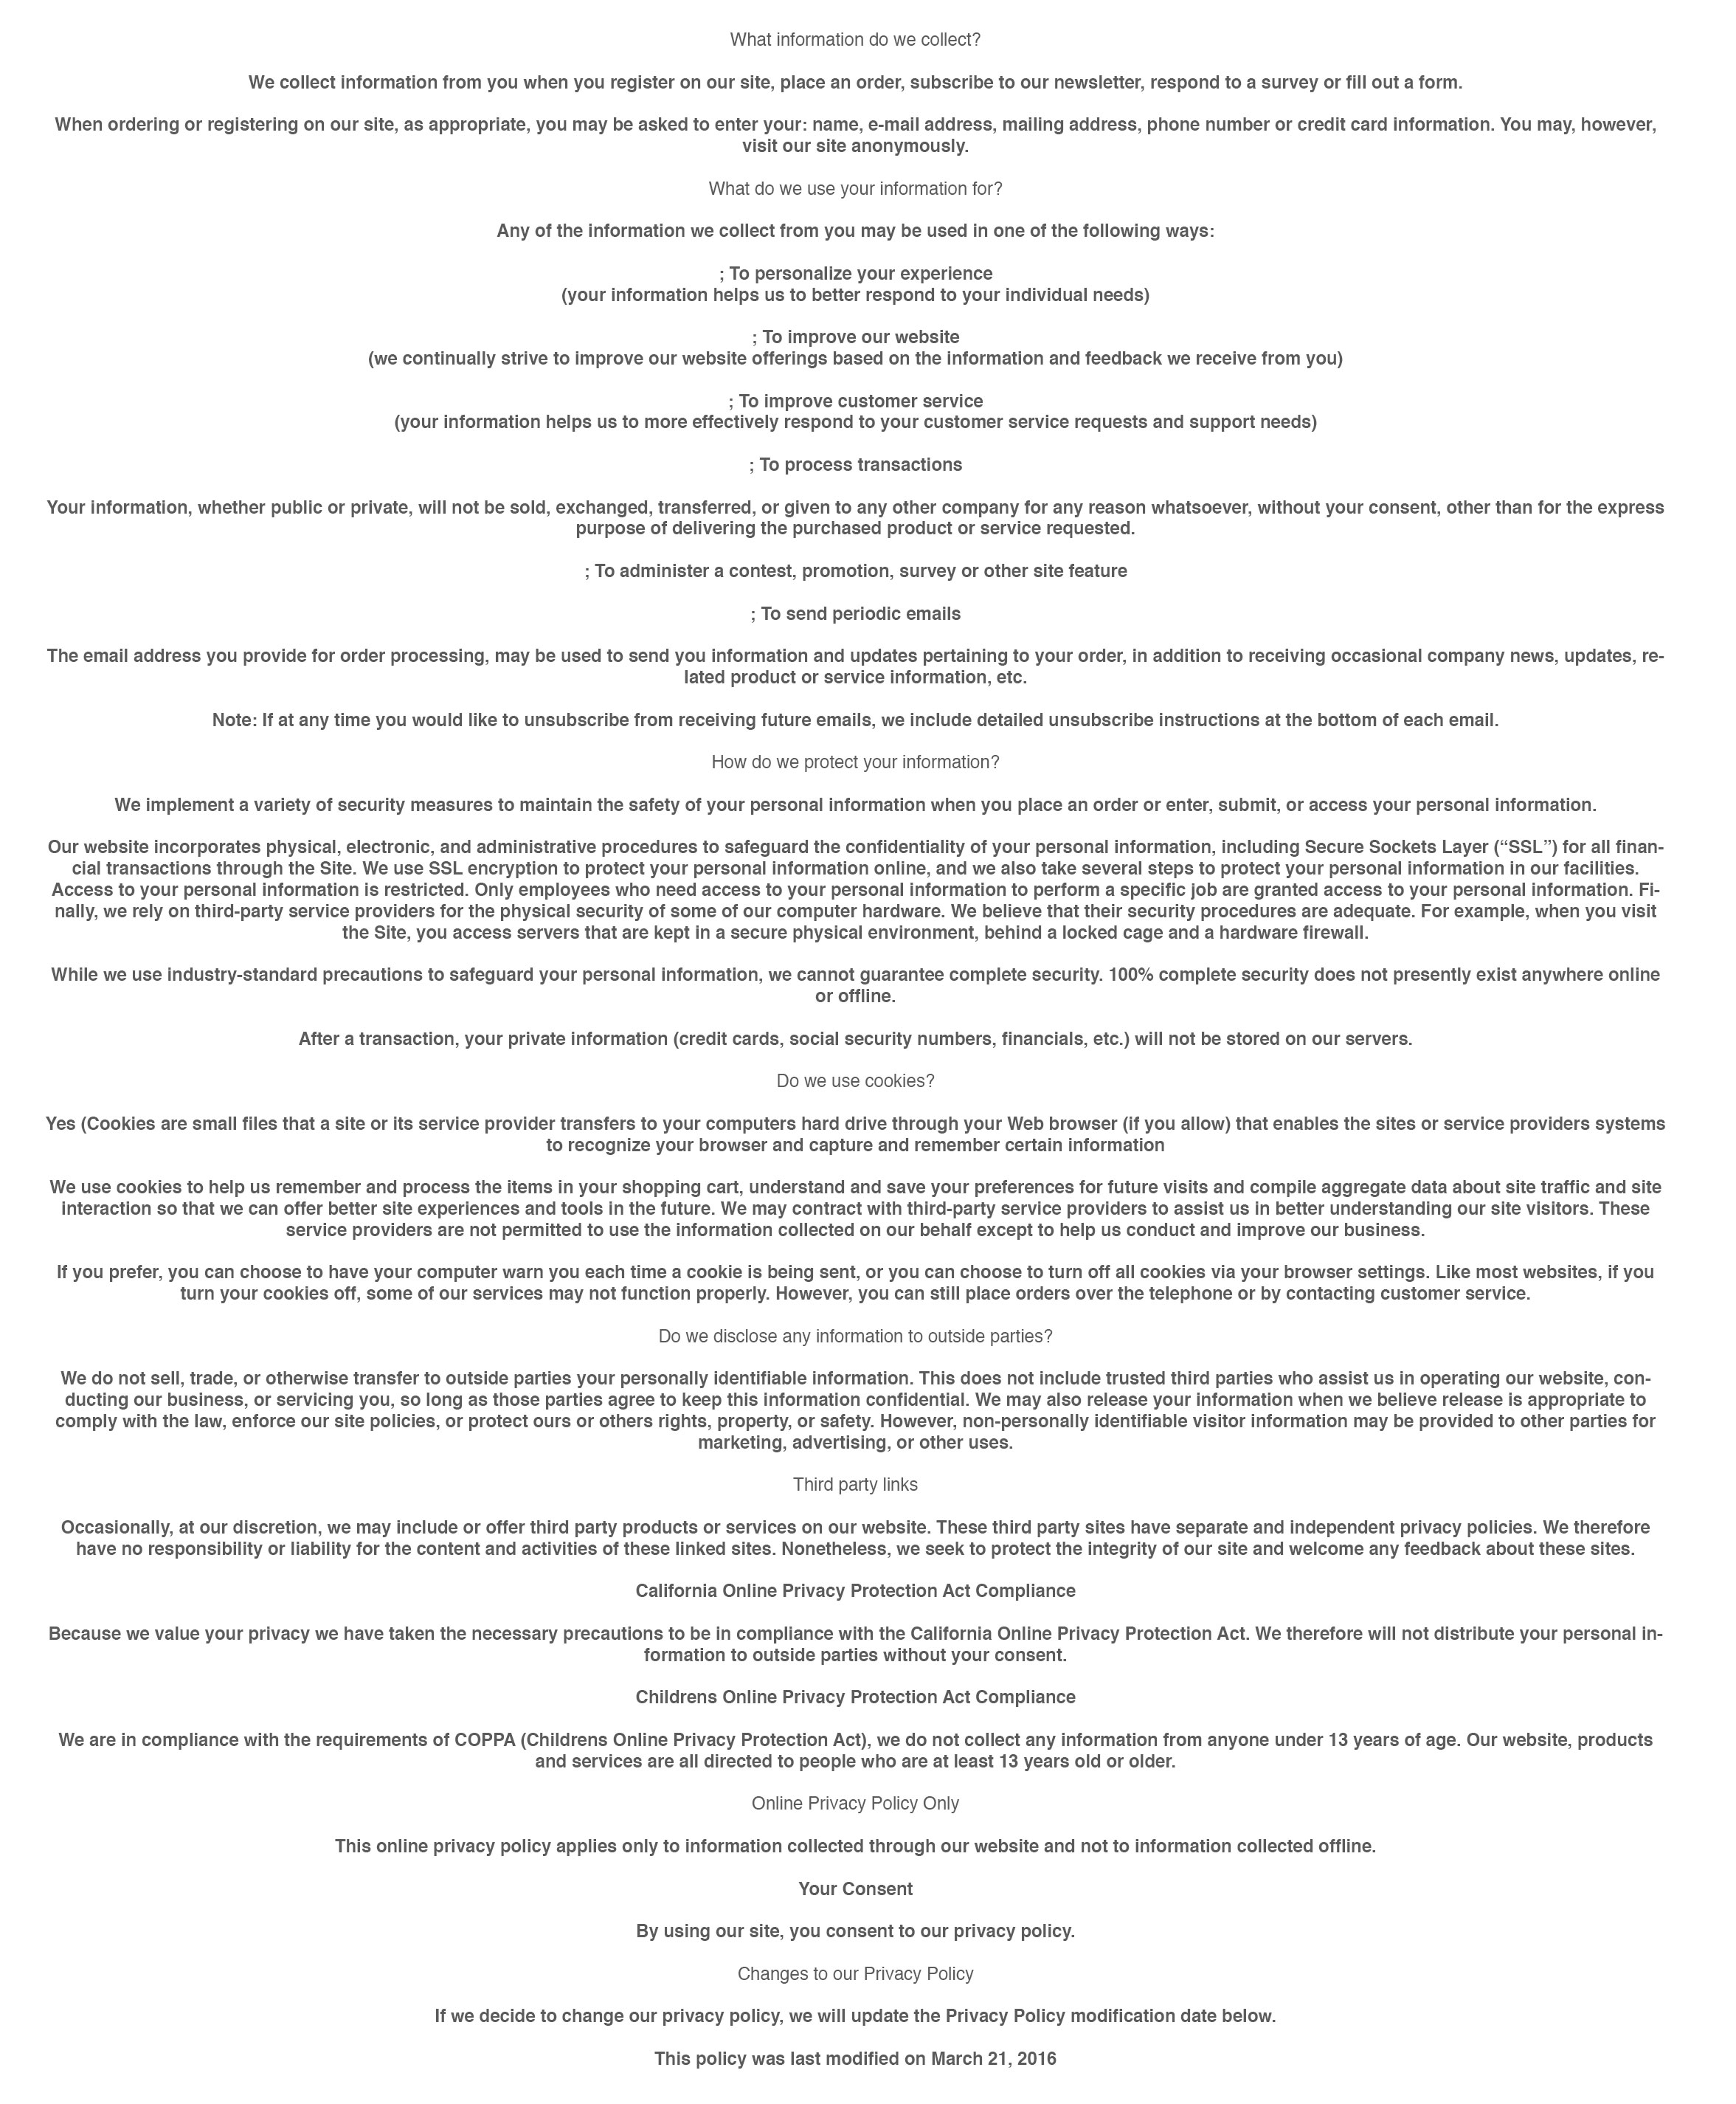 What information do we collect?
We collect information from you when you register on our site, place an order, subscribe to our newsletter, respond to a survey or fill out a form.
When ordering or registering on our site, as appropriate, you may be asked to enter your: name, e-mail address, mailing address, phone number or credit card information. You may, however,
visit our site anonymously.
What do we use your information for?
Any of the information we collect from you may be used in one of the following ways:
; To personalize your experience
(your information helps us to better respond to your individual needs)
; To improve our website
(we continually strive to improve our website offerings based on the information and feedback we receive from you)
; To improve customer service
(your information helps us to more effectively respond to your customer service requests and support needs)
; To process transactions
Your information, whether public or private, will not be sold, exchanged, transferred, or given to any other company for any reason whatsoever, without your consent, other than for the express
purpose of delivering the purchased product or service requested.
; To administer a contest, promotion, survey or other site feature
; To send periodic emails
The email address you provide for order processing, may be used to send you information and updates pertaining to your order, in addition to receiving occasional company news, updates, re-
lated product or service information, etc.
Note: If at any time you would like to unsubscribe from receiving future emails, we include detailed unsubscribe instructions at the bottom of each email.
How do we protect your information?
We implement a variety of security measures to maintain the safety of your personal information when you place an order or enter, submit, or access your personal information.
Our website incorporates physical, electronic, and administrative procedures to safeguard the confidentiality of your personal information, including Secure Sockets Layer (“SSL”) for all finan-
cial transactions through the Site. We use SSL encryption to protect your personal information online, and we also take several steps to protect your personal information in our facilities.
Access to your personal information is restricted. Only employees who need access to your personal information to perform a specific job are granted access to your personal information. Fi-
nally, we rely on third-party service providers for the physical security of some of our computer hardware. We believe that their security procedures are adequate. For example, when you visit
the Site, you access servers that are kept in a secure physical environment, behind a locked cage and a hardware firewall.
While we use industry-standard precautions to safeguard your personal information, we cannot guarantee complete security. 100% complete security does not presently exist anywhere online
or offline.
After a transaction, your private information (credit cards, social security numbers, financials, etc.) will not be stored on our servers.
Do we use cookies?
Yes (Cookies are small files that a site or its service provider transfers to your computers hard drive through your Web browser (if you allow) that enables the sites or service providers systems
to recognize your browser and capture and remember certain information
We use cookies to help us remember and process the items in your shopping cart, understand and save your preferences for future visits and compile aggregate data about site traffic and site
interaction so that we can offer better site experiences and tools in the future. We may contract with third-party service providers to assist us in better understanding our site visitors. These
service providers are not permitted to use the information collected on our behalf except to help us conduct and improve our business.
If you prefer, you can choose to have your computer warn you each time a cookie is being sent, or you can choose to turn off all cookies via your browser settings. Like most websites, if you
turn your cookies off, some of our services may not function properly. However, you can still place orders over the telephone or by contacting customer service.
Do we disclose any information to outside parties?
We do not sell, trade, or otherwise transfer to outside parties your personally identifiable information. This does not include trusted third parties who assist us in operating our website, con-
ducting our business, or servicing you, so long as those parties agree to keep this information confidential. We may also release your information when we believe release is appropriate to
comply with the law, enforce our site policies, or protect ours or others rights, property, or safety. However, non-personally identifiable visitor information may be provided to other parties for
marketing, advertising, or other uses.
Third party links
Occasionally, at our discretion, we may include or offer third party products or services on our website. These third party sites have separate and independent privacy policies. We therefore
have no responsibility or liability for the content and activities of these linked sites. Nonetheless, we seek to protect the integrity of our site and welcome any feedback about these sites.
California Online Privacy Protection Act Compliance
Because we value your privacy we have taken the necessary precautions to be in compliance with the California Online Privacy Protection Act. We therefore will not distribute your personal in-
formation to outside parties without your consent.
Childrens Online Privacy Protection Act Compliance
We are in compliance with the requirements of COPPA (Childrens Online Privacy Protection Act), we do not collect any information from anyone under 13 years of age. Our website, products
and services are all directed to people who are at least 13 years old or older.
Online Privacy Policy Only
This online privacy policy applies only to information collected through our website and not to information collected offline.
Your Consent
By using our site, you consent to our privacy policy.
Changes to our Privacy Policy
If we decide to change our privacy policy, we will update the Privacy Policy modification date below.
This policy was last modified on March 21, 2016